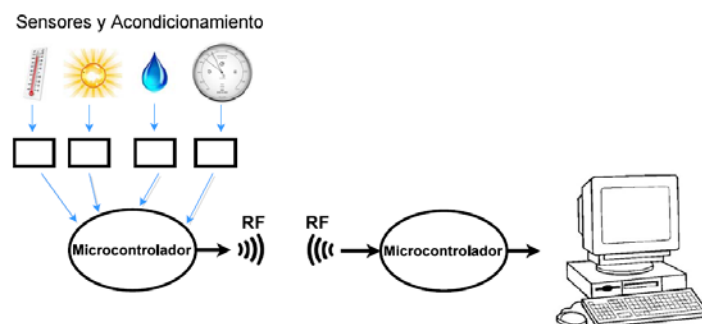 Sensores y Acondicionamiento
RF
RF
Microcontrolador
Microcontrolador